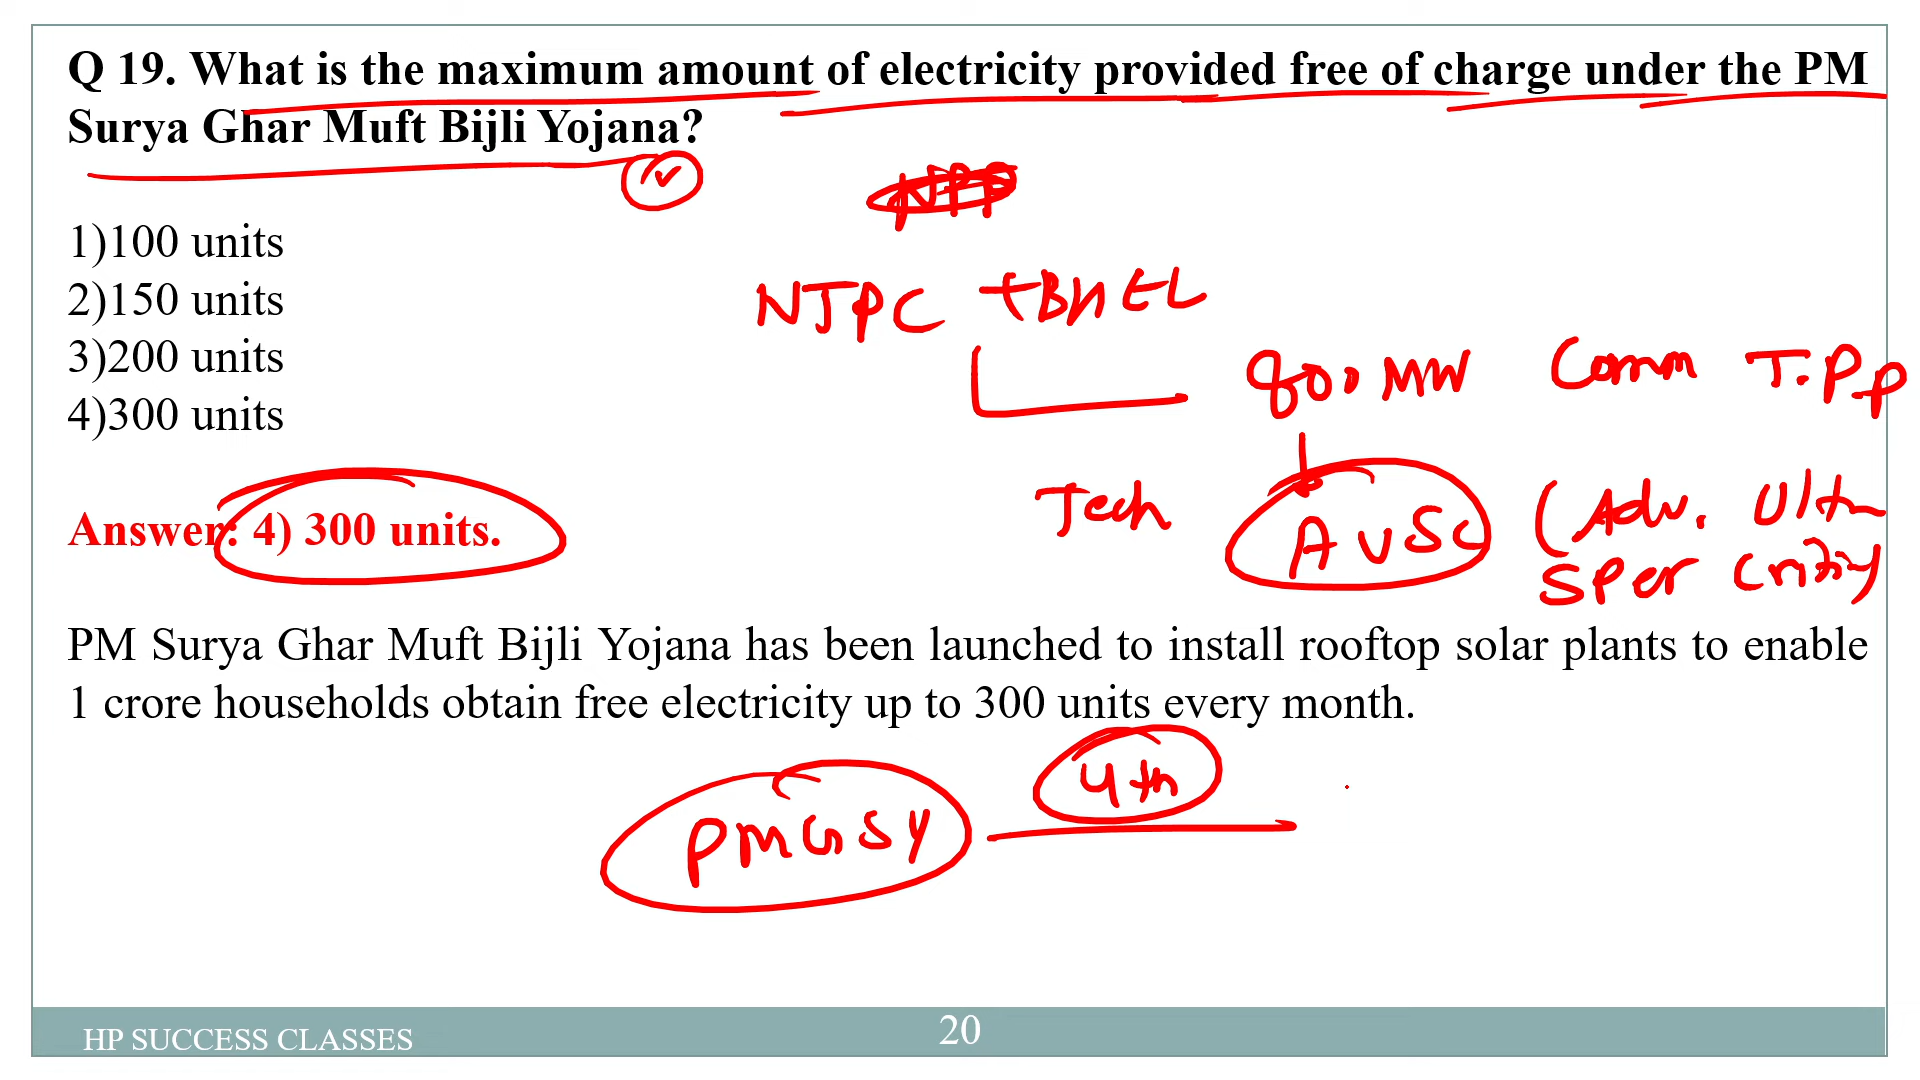 Q 19. What is the maximum amount of electricity provided free of charge under the PM
Surya Ghar Muft Bijli Yojana?
1)100 units
2)150 units
3)200 units
4)300 units
NTPC + BHEL
800 MW Comm T.P.P
Tech AUSC (Adv. Ultra
Super
Answer: 4) 300 units.
PM Surya Ghar Muft Bijli Yojana has been launched to install rooftop solar plants to enable
1 crore households obtain free electricity up to 300 units every month.
PMGSY 4th
HP SUCCESS CLASSES
20